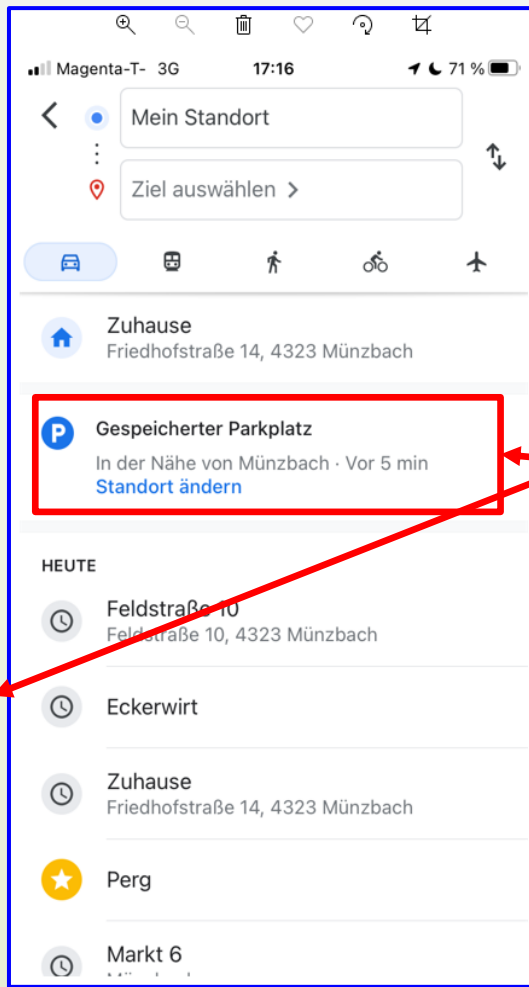 Magenta-T- 3G 17:16 71 %
Mein Standort
Ziel auswählen >
Zuhause
Friedhofstraße 14, 4323 Münzbach
P Gespeicherter Parkplatz
In der Nähe von Münzbach · Vor 5 min
Standort ändern
HEUTE
Feldstraße 10
Feldstraße 10, 4323 Münzbach
Eckerwirt
Zuhause
Friedhofstraße 14, 4323 Münzbach
Perg
Markt 6